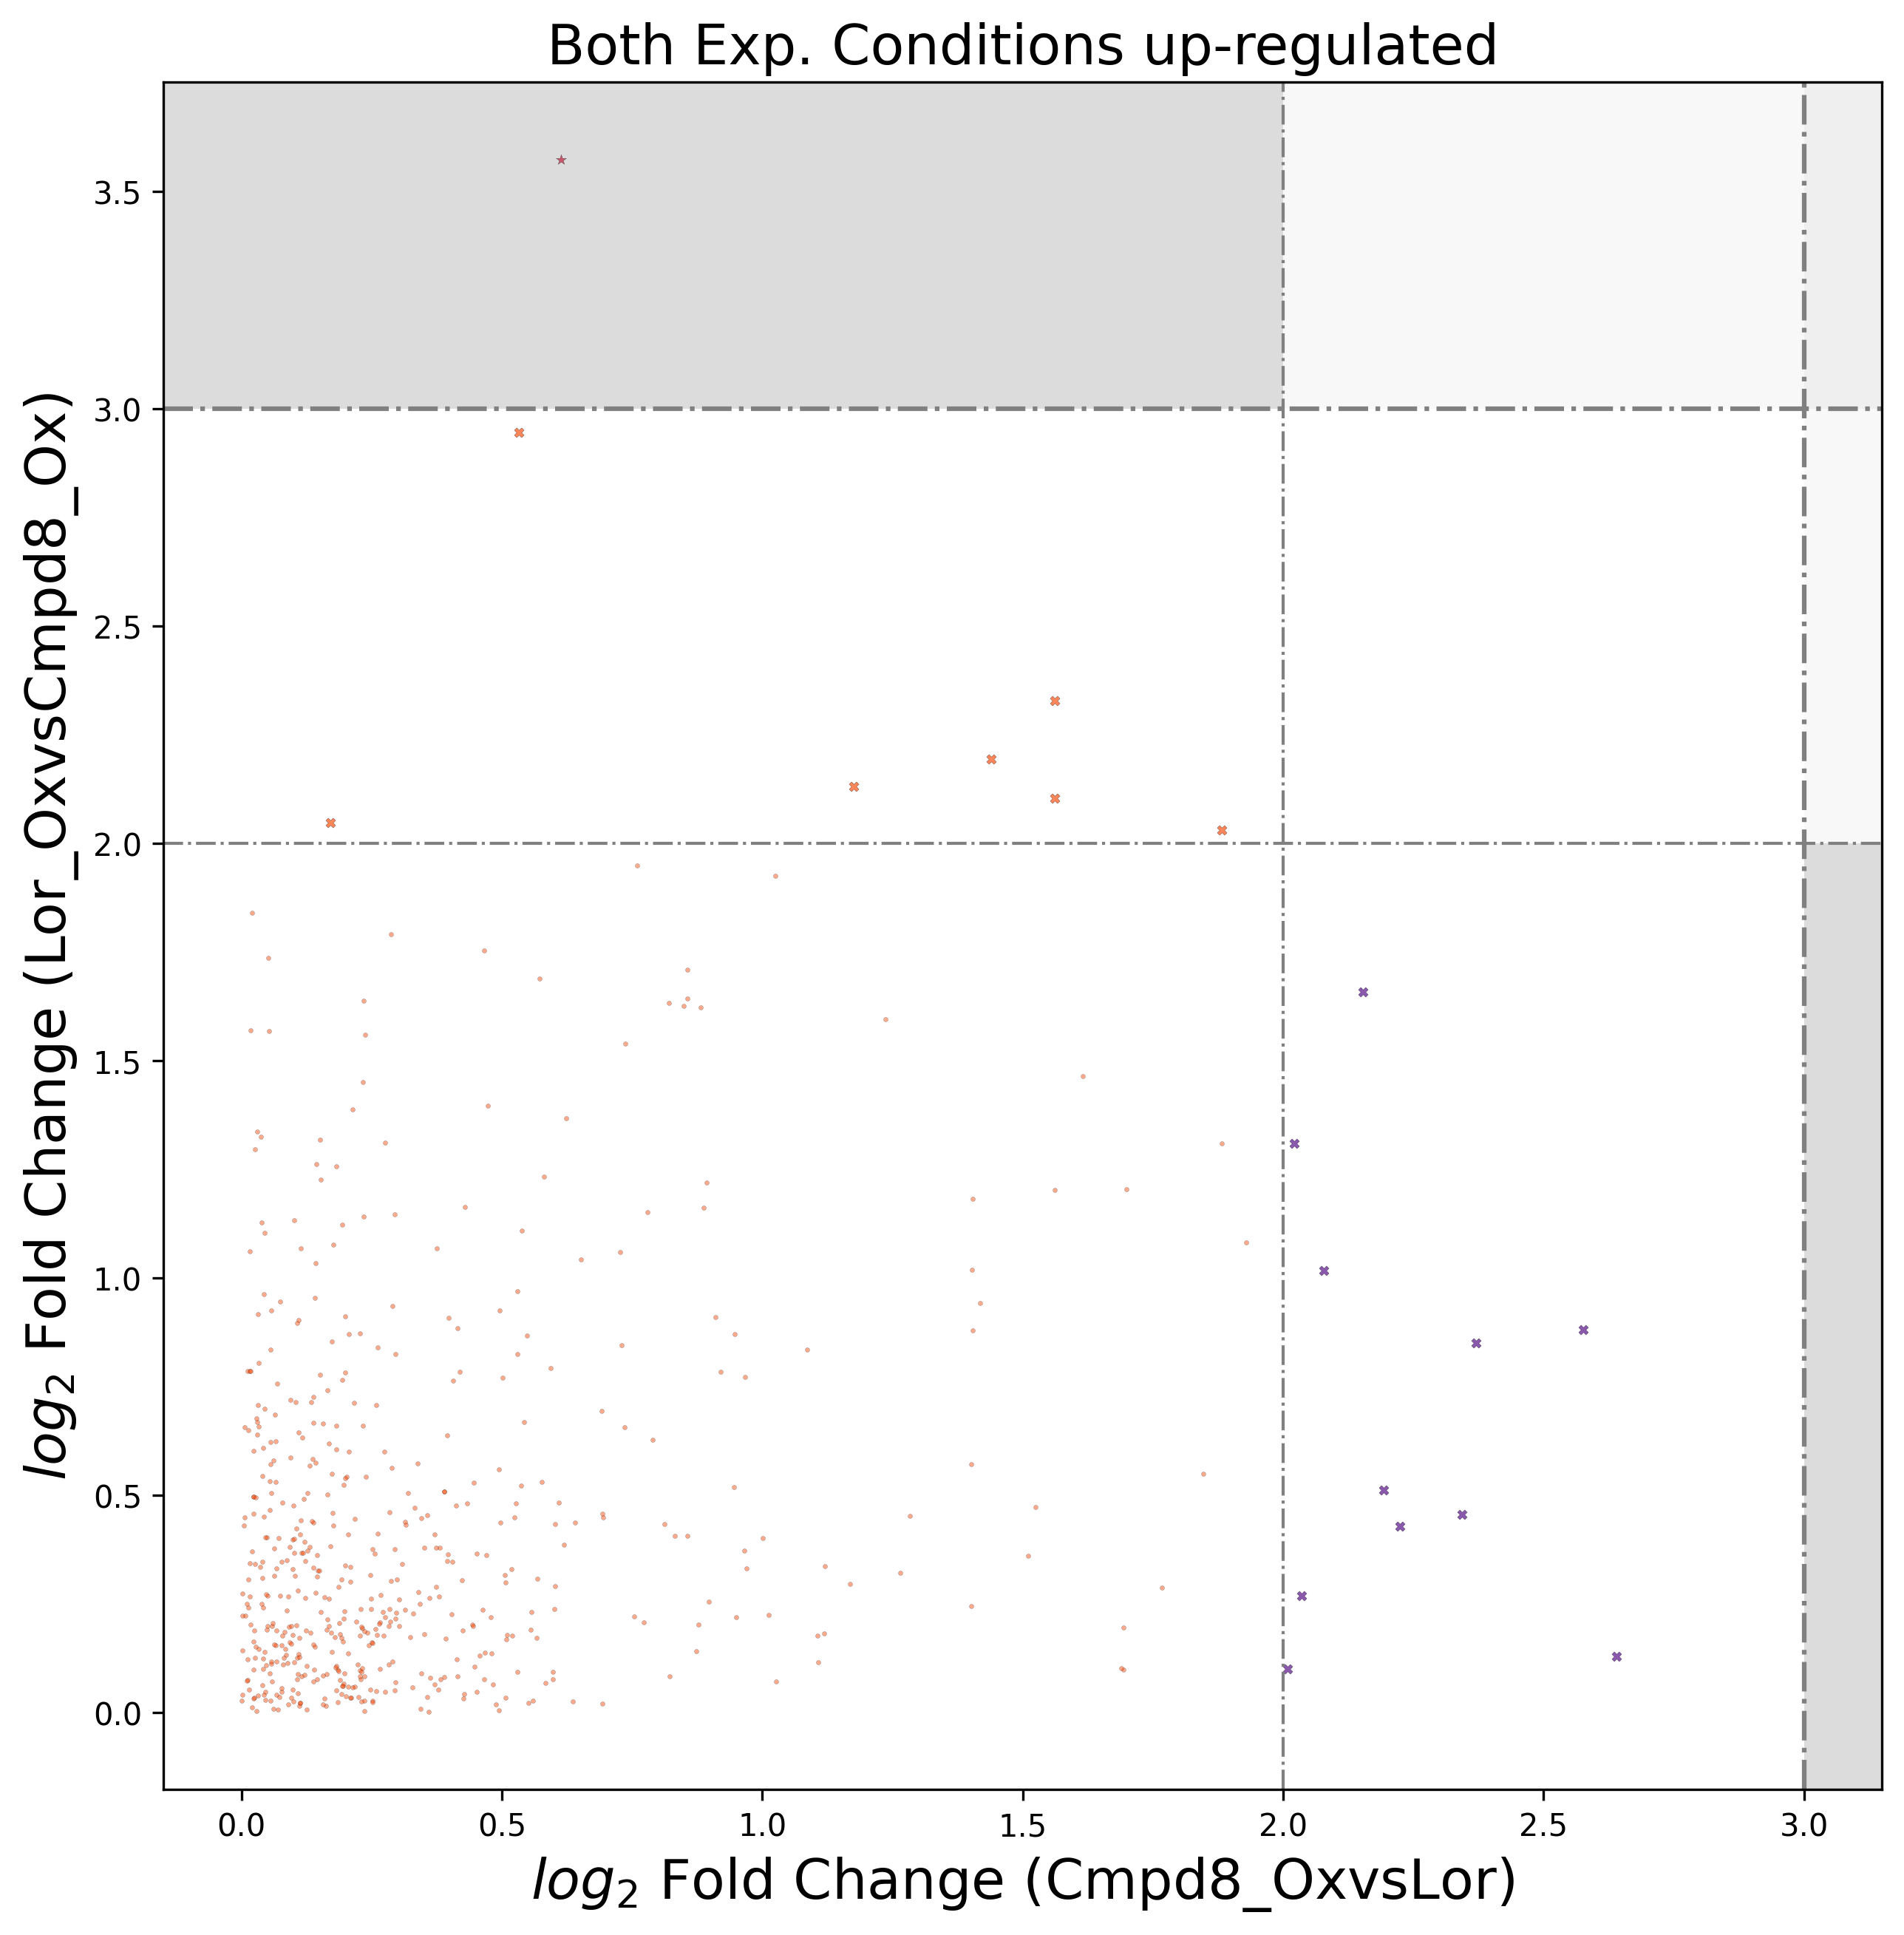 Both Exp. Conditions up-regulated
log2 Fold Change (Lor_OxvsCmpd8_Ox)
3.5
3.0
2.5
2.0
1.5
1.0
0.5
0.0
0.0 0.5 1.0 1.5 2.0 2.5 3.0
log2 Fold Change (Cmpd8_OxvsLor)